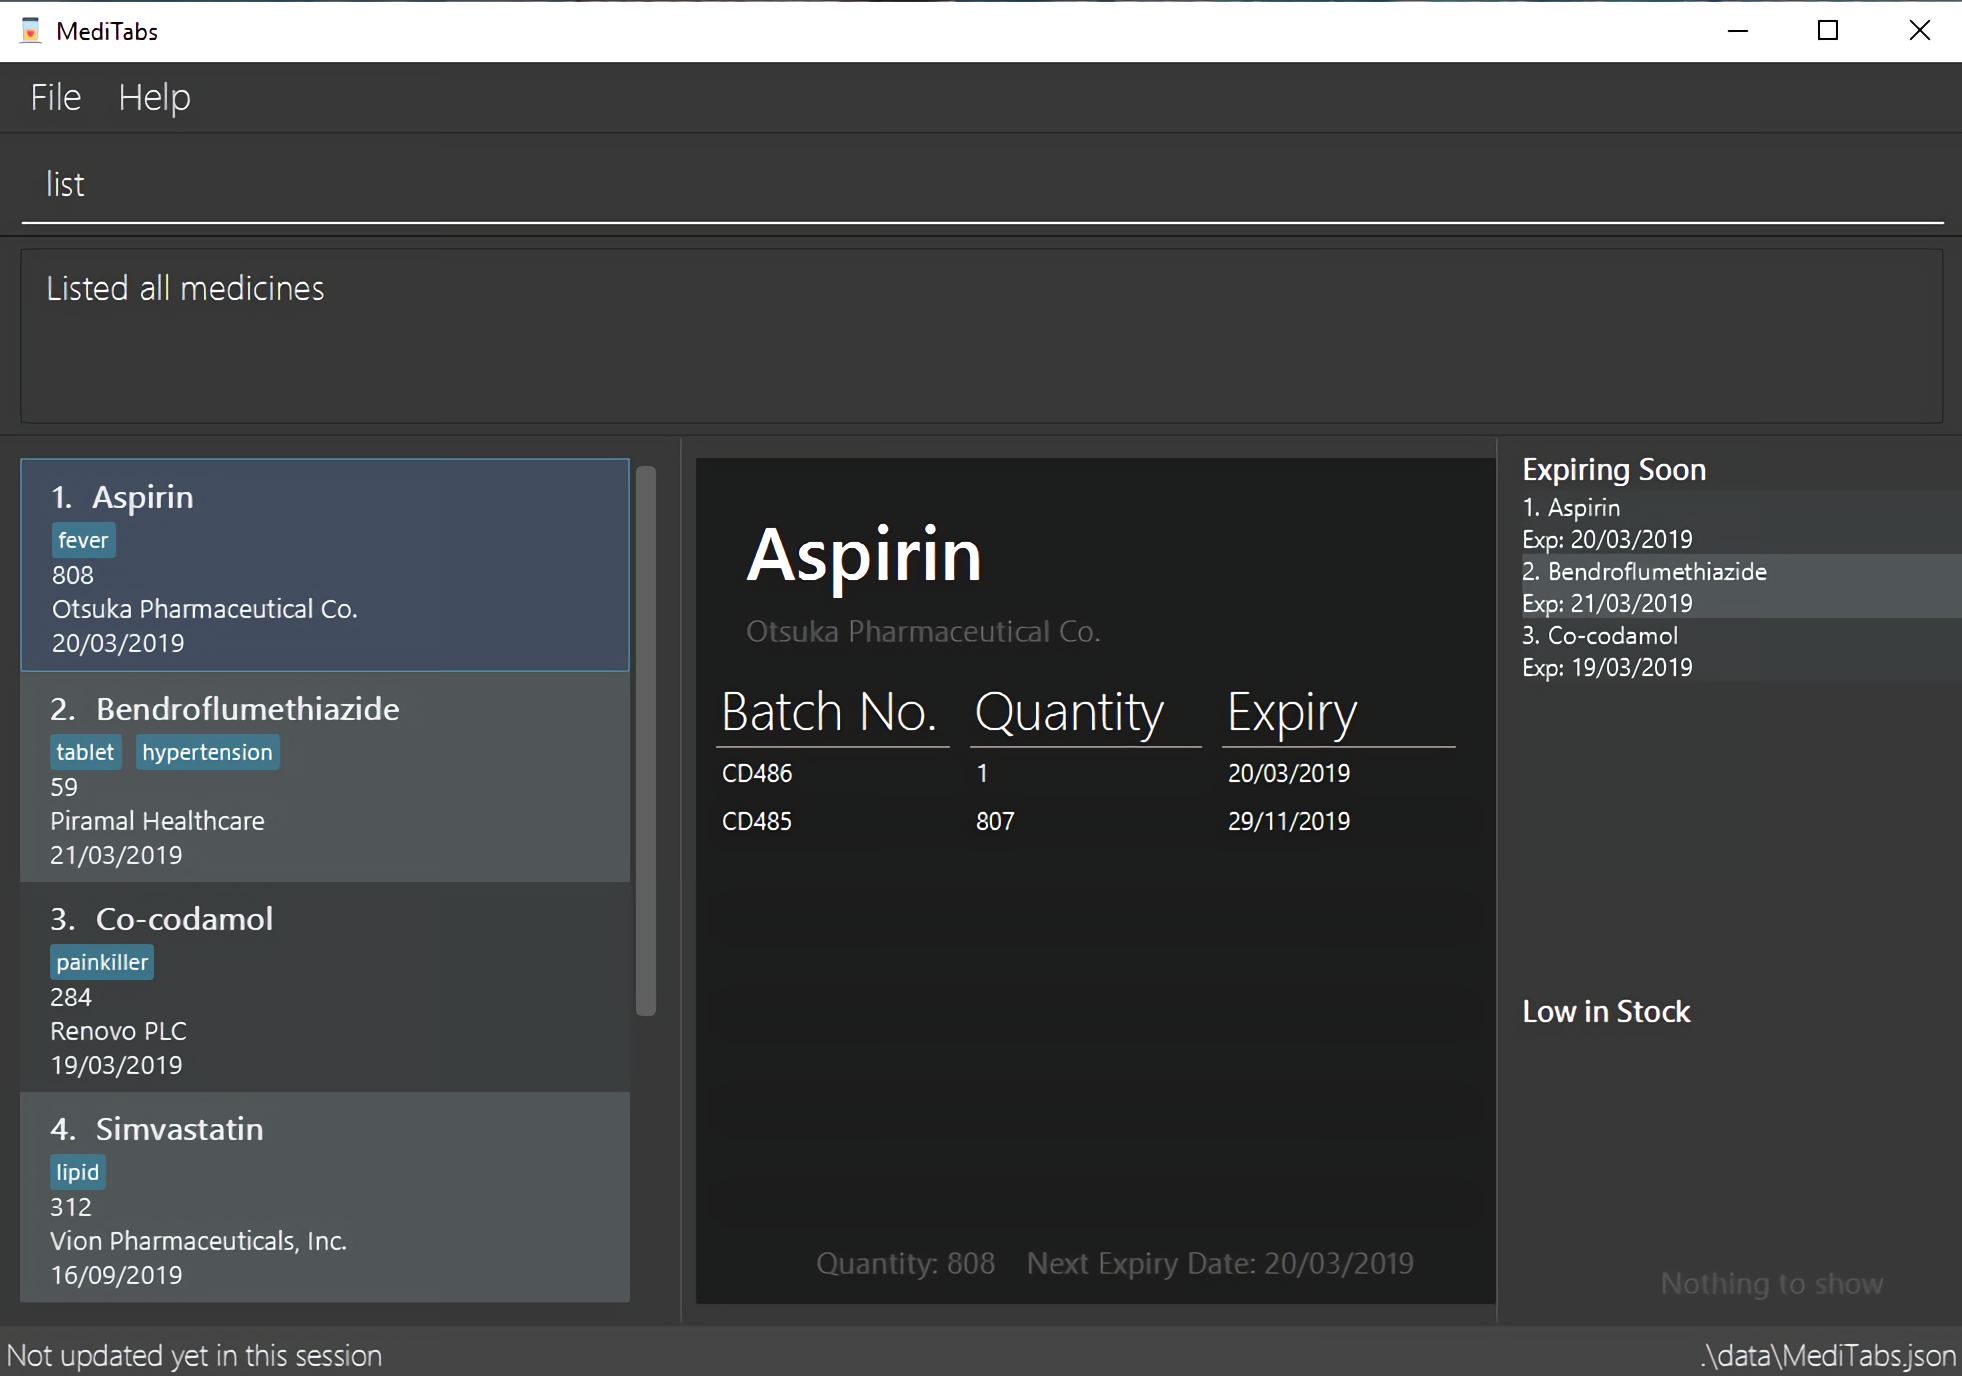 MediTabs
File Help
list
Listed all medicines
1. Aspirin
fever
808
Otsuka Pharmaceutical Co.
20/03/2019
2. Bendroflumethiazide
tablet hypertension
59
Piramal Healthcare
21/03/2019
3. Co-codamol
painkiller
284
Renovo PLC
19/03/2019
4. Simvastatin
lipid
312
Vion Pharmaceuticals, Inc.
16/09/2019
Aspirin
Otsuka Pharmaceutical Co.
Batch No. Quantity Expiry
CD486 1 20/03/2019
CD485 807 29/11/2019
Quantity: 808 Next Expiry Date: 20/03/2019
Expiring Soon
1. Aspirin
Exp: 20/03/2019
2. Bendroflumethiazide
Exp: 21/03/2019
3. Co-codamol
Exp: 19/03/2019
Low in Stock
Nothing to show
Not updated yet in this session
.\data\MediTabs.json